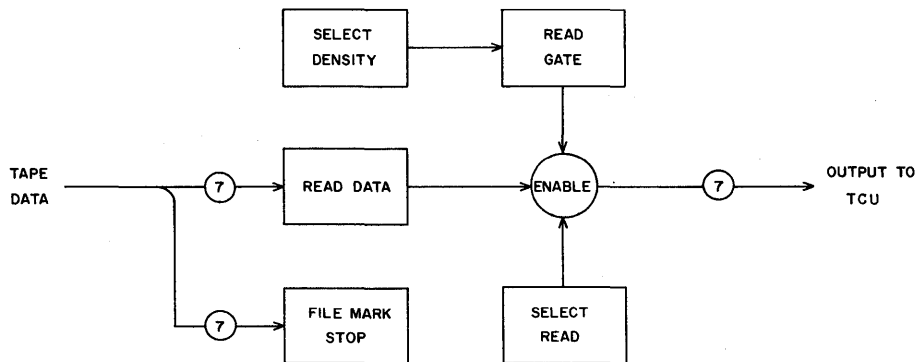 SELECT
DENSITY
READ
GATE
TAPE
DATA
7
READ DATA
ENABLE
7
OUTPUT TO
TCU
7
FILE MARK
STOP
SELECT
READ